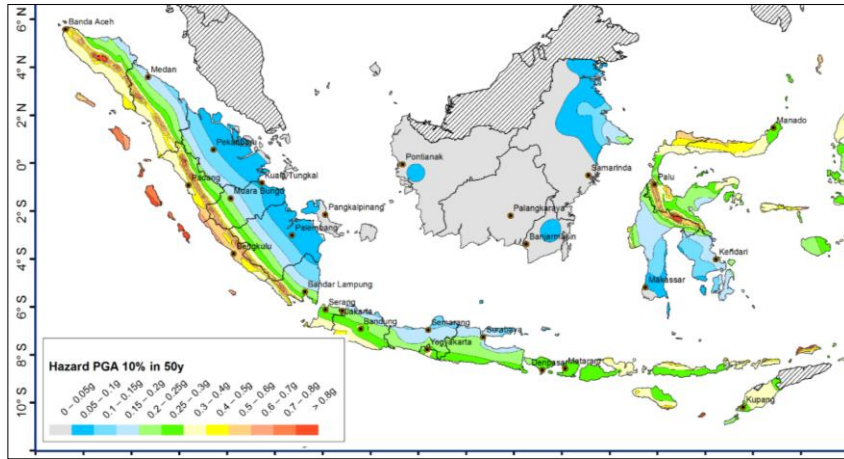 6° N
4° N
2° N
0°
2° S
4° S
6° S
8° S
10° S
Banda Aceh
Medan
Pekanbaru
Kuala Tungkal
Padang
Muara Bungo
Pangkalpinang
Palembang
Bengkulu
Bandar Lampung
Serang
Jakarta
Bandung
Semarang
Yogyakarta
Surabaya
Denpasar
Mataram
Kupang
Pontianak
Samarinda
Palangkaraya
Banjarmasin
Manado
Palu
Kendari
Makassar
Hazard PGA 10% in 50y
0 – 0.05g
0.05 – 0.1g
0.1 – 0.15g
0.15 – 0.2g
0.2 – 0.25g
0.25 – 0.3g
0.3 – 0.4g
0.4 – 0.5g
0.5 – 0.6g
0.6 – 0.7g
0.7 – 0.8g
> 0.8g